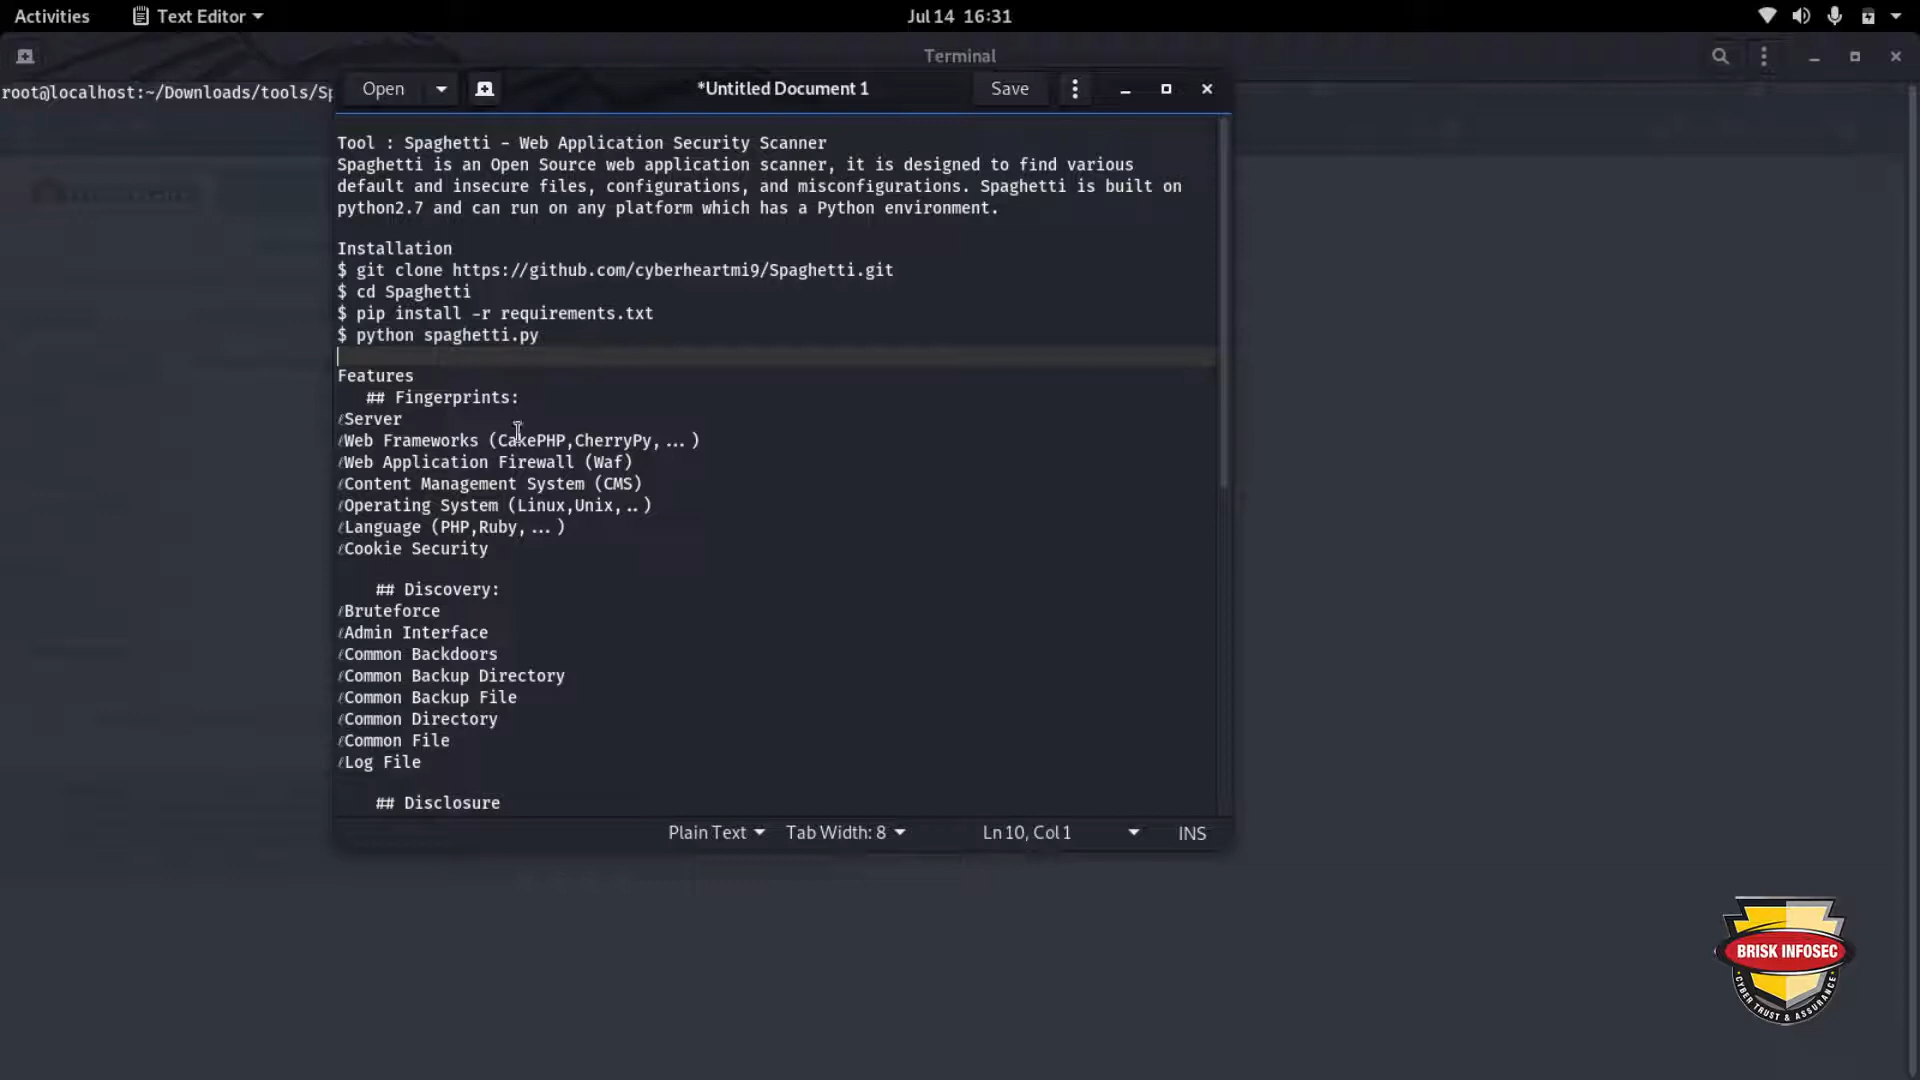 Activities Text Editor Jul 14 16:31
Terminal
root@localhost:~/Downloads/tools/Sp
Open *Untitled Document 1 Save
Tool : Spaghetti - Web Application Security Scanner
Spaghetti is an Open Source web application scanner, it is designed to find various
default and insecure files, configurations, and misconfigurations. Spaghetti is built on
python2.7 and can run on any platform which has a Python environment.
Installation
$ git clone https://github.com/cyberheartmi9/Spaghetti.git
$ cd Spaghetti
$ pip install -r requirements.txt
$ python spaghetti.py
Features
## Fingerprints:
Server
Web Frameworks (CakePHP,CherryPy,...)
Web Application Firewall (Waf)
Content Management System (CMS)
Operating System (Linux,Unix,..)
Language (PHP,Ruby,...)
Cookie Security
## Discovery:
Bruteforce
Admin Interface
Common Backdoors
Common Backup Directory
Common Backup File
Common Directory
Common File
Log File
## Disclosure
Plain Text Tab Width: 8 Ln 10, Col 1 INS
BRISK INFOSEC
CYBER TRUST & ASSURANCE